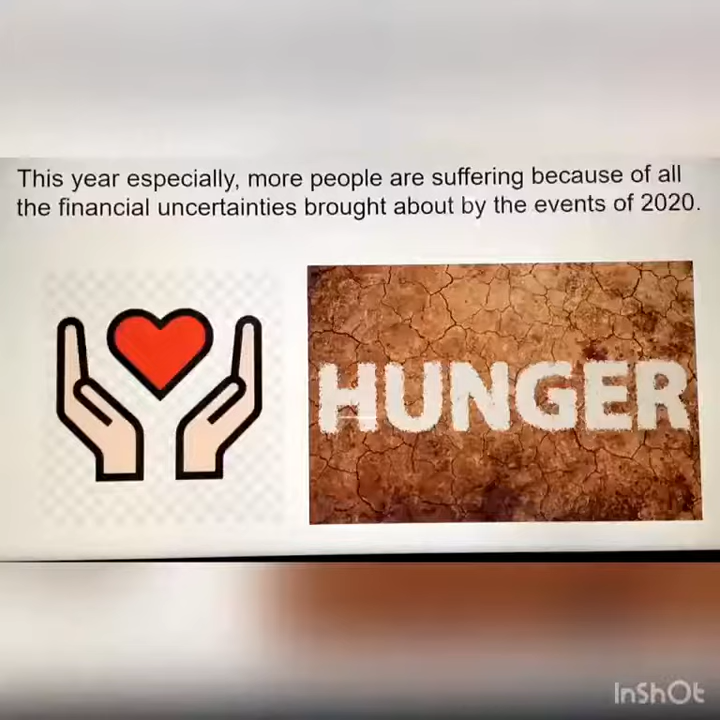 This year especially, more people are suffering because of all
the financial uncertainties brought about by the events of 2020.
HUNGER
InShOt